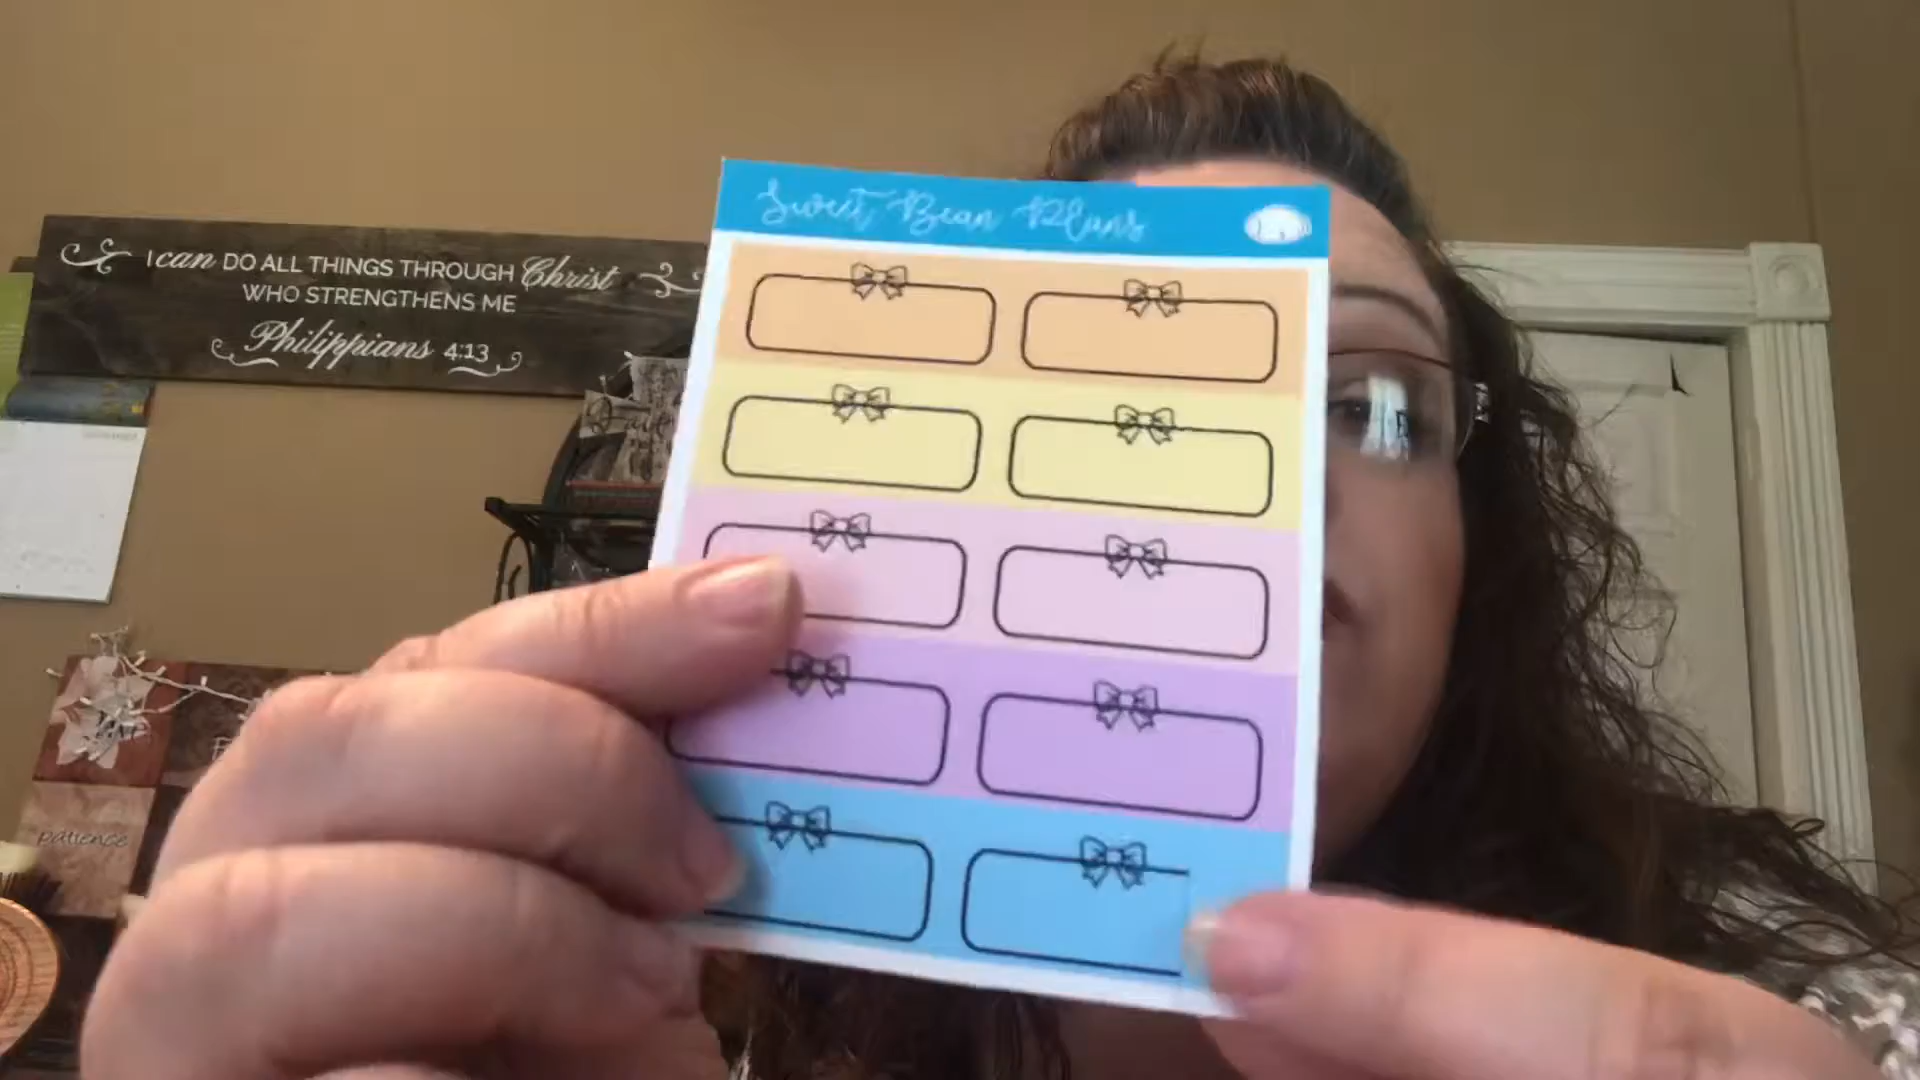 Sweet Bean Plans
I can DO ALL THINGS THROUGH Christ
WHO STRENGTHENS ME
Philippians 4:13
patience